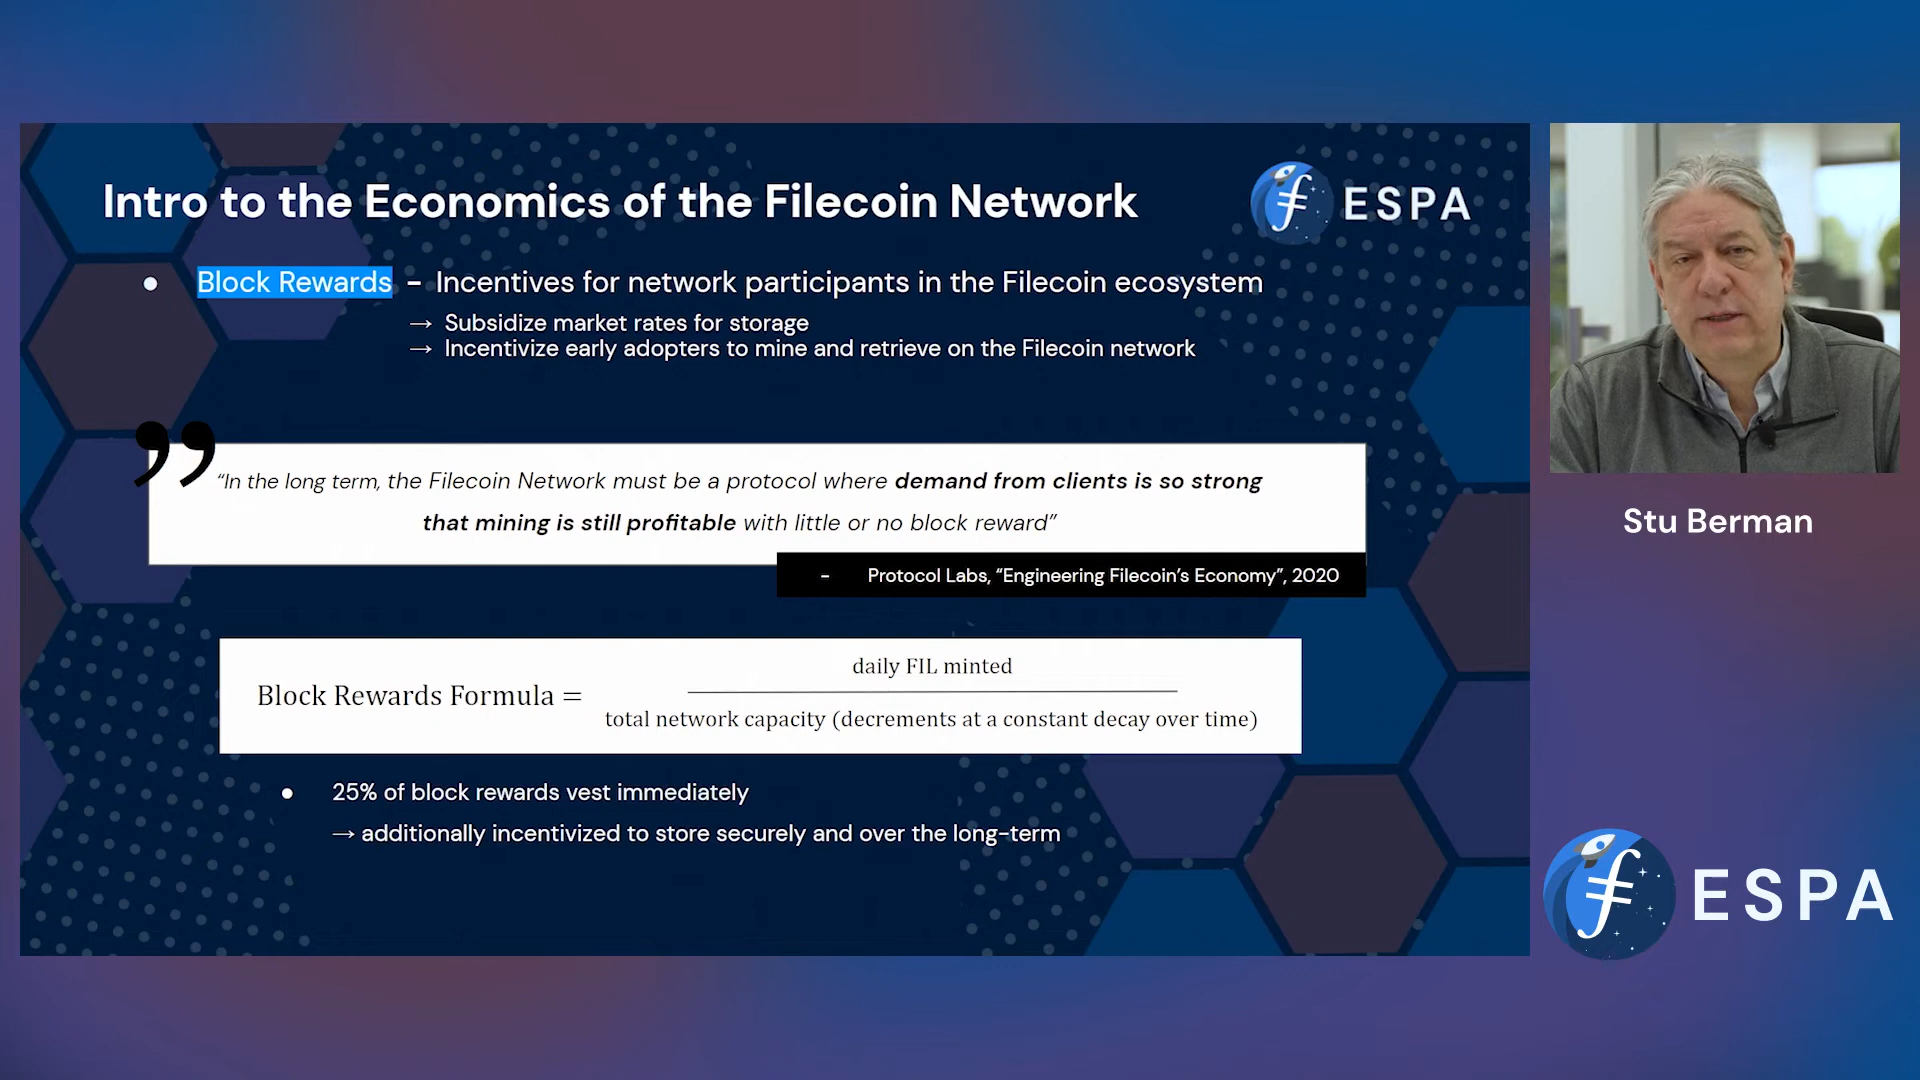 Intro to the Economics of the Filecoin Network
ESPA
● Block Rewards – Incentives for network participants in the Filecoin ecosystem
→ Subsidize market rates for storage
→ Incentivize early adopters to mine and retrieve on the Filecoin network
”
“In the long term, the Filecoin Network must be a protocol where demand from clients is so strong
that mining is still profitable with little or no block reward”
- Protocol Labs, “Engineering Filecoin’s Economy”, 2020
daily FIL minted
Block Rewards Formula =
total network capacity (decrements at a constant decay over time)
● 25% of block rewards vest immediately
→ additionally incentivized to store securely and over the long-term
Stu Berman
ESPA